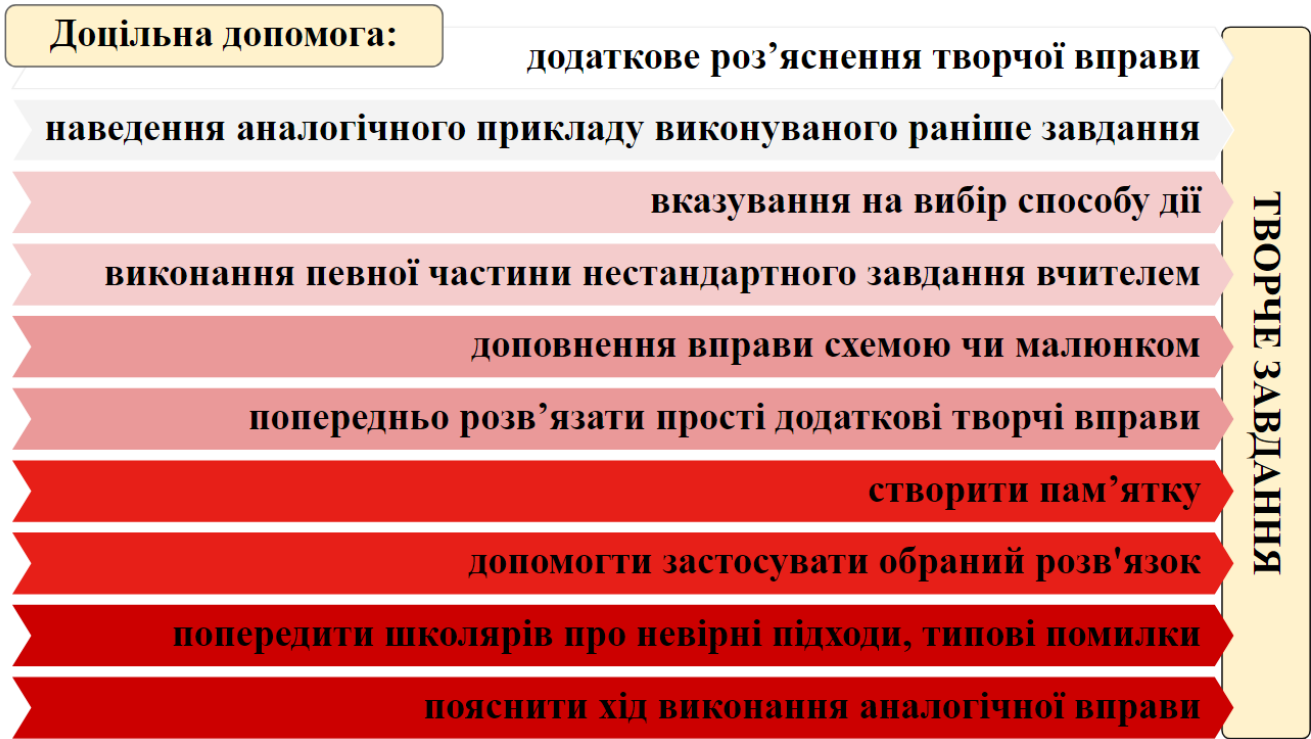 Доцільна допомога:
додаткове роз’яснення творчої вправи
наведення аналогічного прикладу виконуваного раніше завдання
вказування на вибір способу дії
виконання певної частини нестандартного завдання вчителем
доповнення вправи схемою чи малюнком
попередньо розв’язати прості додаткові творчі вправи
створити пам’ятку
допомогти застосувати обраний розв'язок
попередити школярів про невірні підходи, типові помилки
пояснити хід виконання аналогічної вправи
ТВОРЧЕ ЗАВДАННЯ